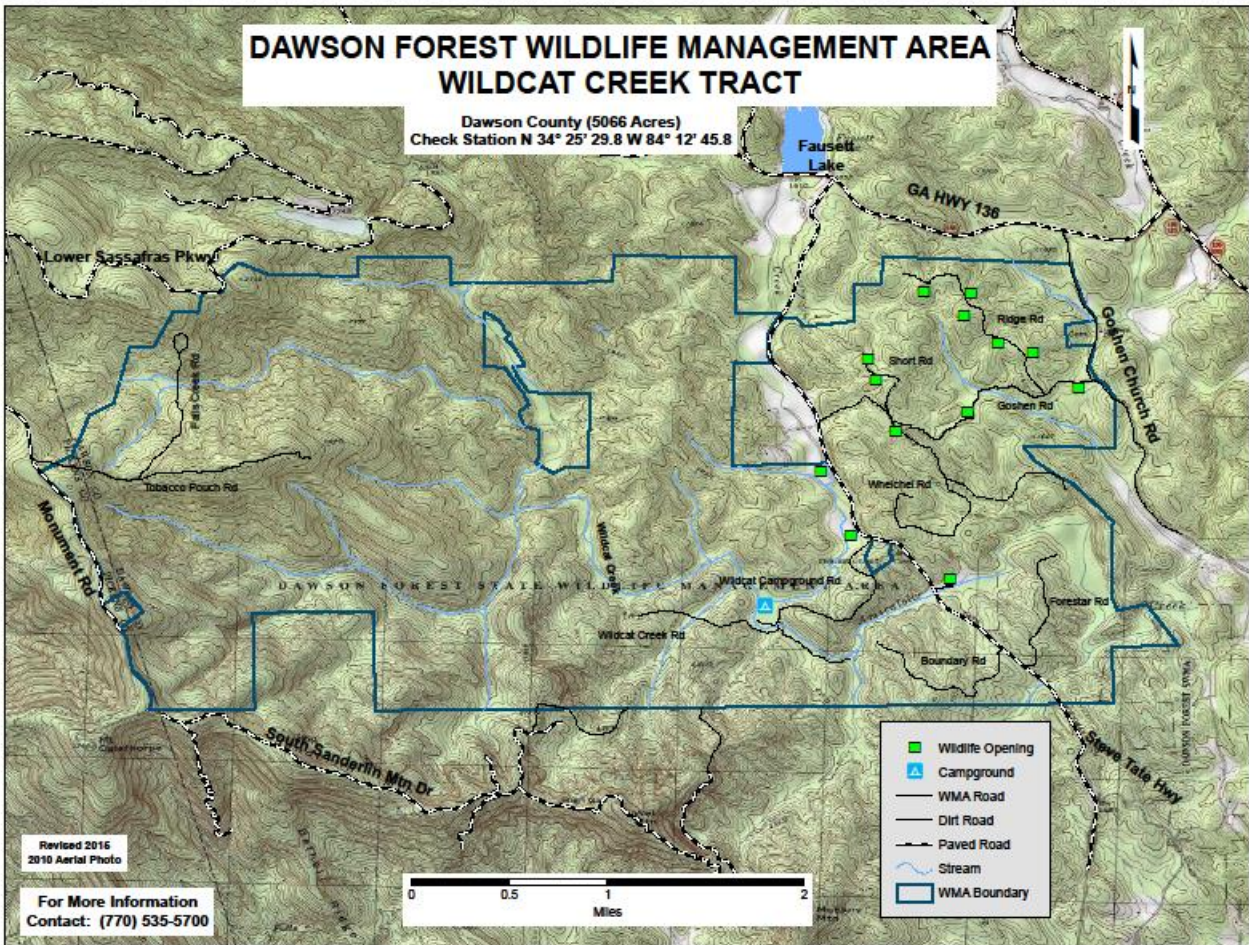 DAWSON FOREST WILDLIFE MANAGEMENT AREA
WILDCAT CREEK TRACT
Dawson County (5066 Acres)
Check Station N 34° 25' 29.8 W 84° 12' 45.8
N
Fausett
Lake
GA HWY 136
Lower Sassafras Pkwy
Goshen Church Rd
Ridge Rd
Short Rd
Falls Creek Rd
Goshen Rd
Tobacco Pouch Rd
Whelchel Rd
Monument Rd
Wildcat Creek
DAWSON FOREST STATE WILDLIFE MANAGEMENT AREA
Wildcat Campground Rd
Forestar Rd
Creek
Wildcat Creek Rd
Boundary Rd
South Sanderlin Mtn Dr
Steve Tate Hwy
Wildlife Opening
Campground
WMA Road
Dirt Road
Paved Road
Stream
WMA Boundary
Revised 2015
2010 Aerial Photo
For More Information
Contact: (770) 535-5700
0 0.5 1 2
Miles